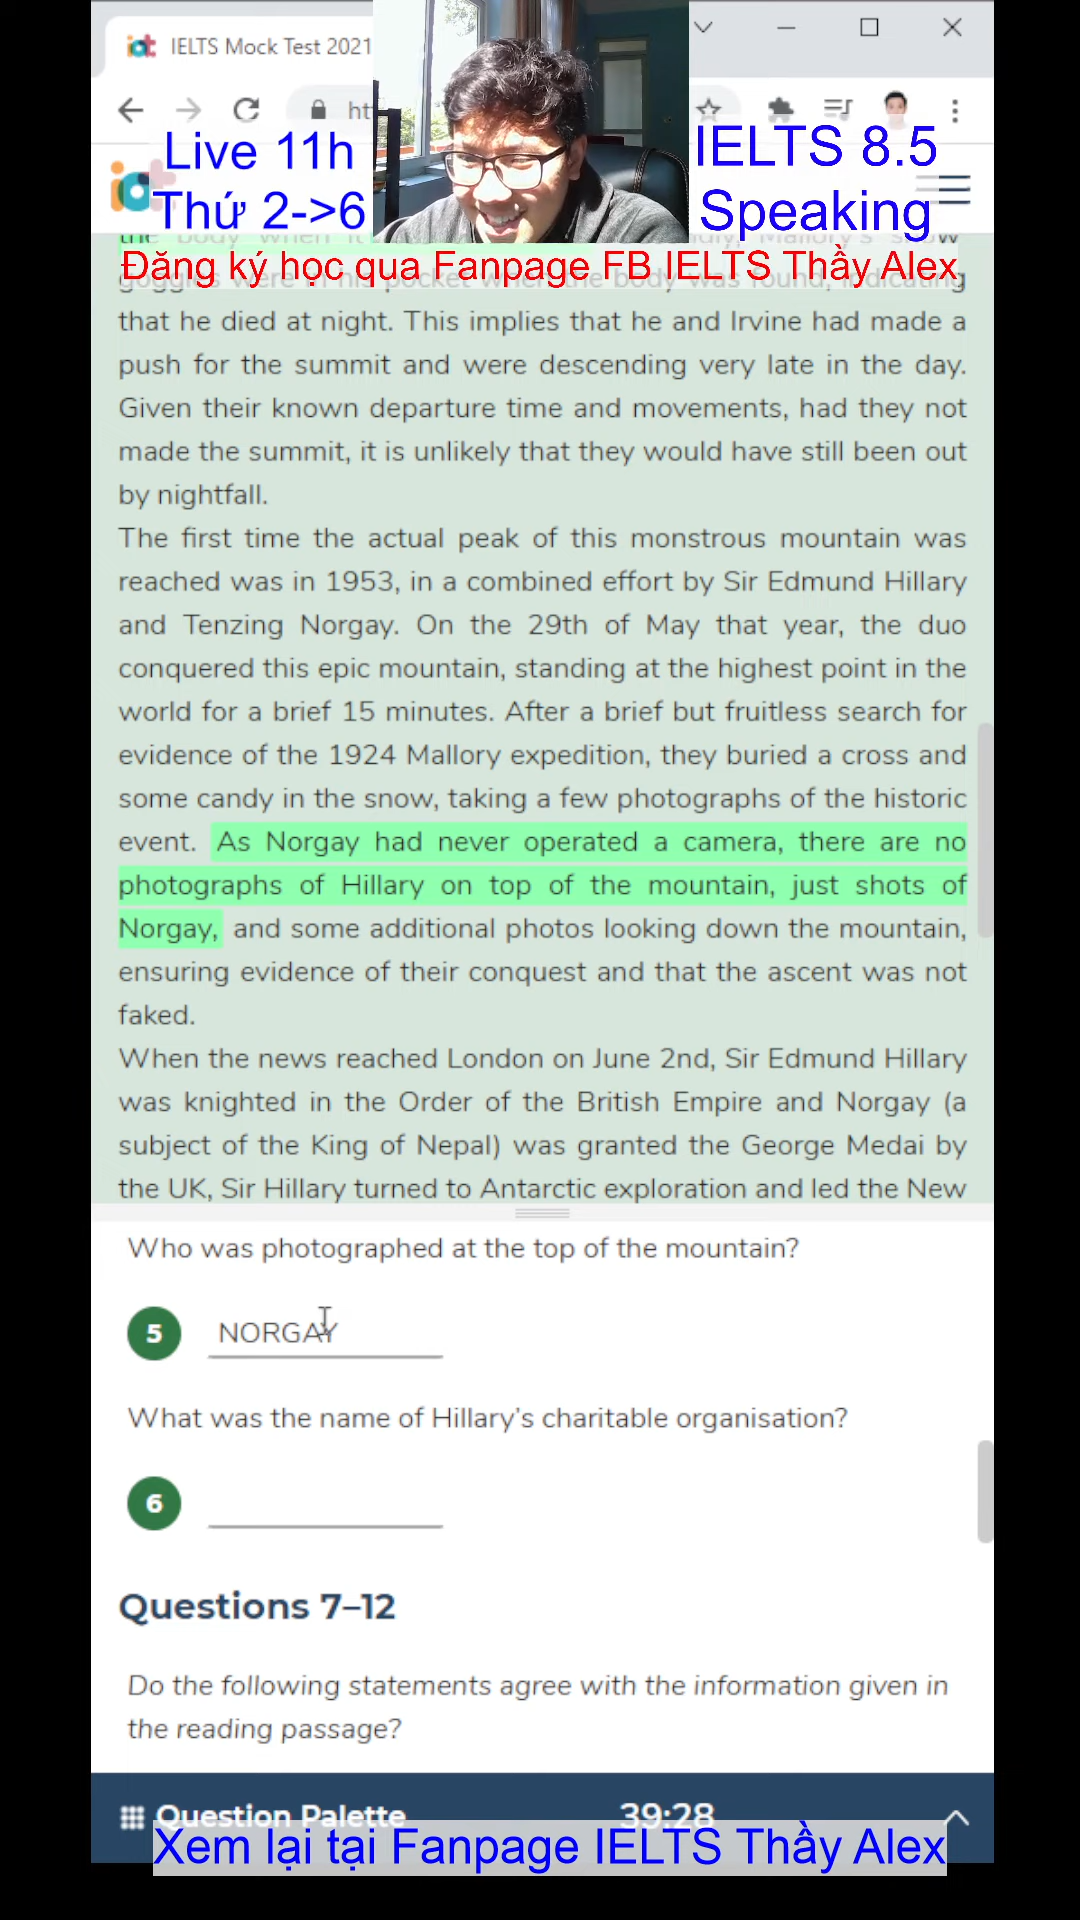 IELTS Mock Test 2021
Live 11h
Thứ 2->6
IELTS 8.5
Speaking
Đăng ký học qua Fanpage FB IELTS Thầy Alex
goggles were in his pocket when the body was found, indicating
that he died at night. This implies that he and Irvine had made a
push for the summit and were descending very late in the day.
Given their known departure time and movements, had they not
made the summit, it is unlikely that they would have still been out
by nightfall.
The first time the actual peak of this monstrous mountain was
reached was in 1953, in a combined effort by Sir Edmund Hillary
and Tenzing Norgay. On the 29th of May that year, the duo
conquered this epic mountain, standing at the highest point in the
world for a brief 15 minutes. After a brief but fruitless search for
evidence of the 1924 Mallory expedition, they buried a cross and
some candy in the snow, taking a few photographs of the historic
event. As Norgay had never operated a camera, there are no
photographs of Hillary on top of the mountain, just shots of
Norgay, and some additional photos looking down the mountain,
ensuring evidence of their conquest and that the ascent was not
faked.
When the news reached London on June 2nd, Sir Edmund Hillary
was knighted in the Order of the British Empire and Norgay (a
subject of the King of Nepal) was granted the George Medai by
the UK, Sir Hillary turned to Antarctic exploration and led the New
Who was photographed at the top of the mountain?
5 NORGAY
What was the name of Hillary's charitable organisation?
6
Questions 7–12
Do the following statements agree with the information given in
the reading passage?
Question Palette 39:28
Xem lại tại Fanpage IELTS Thầy Alex